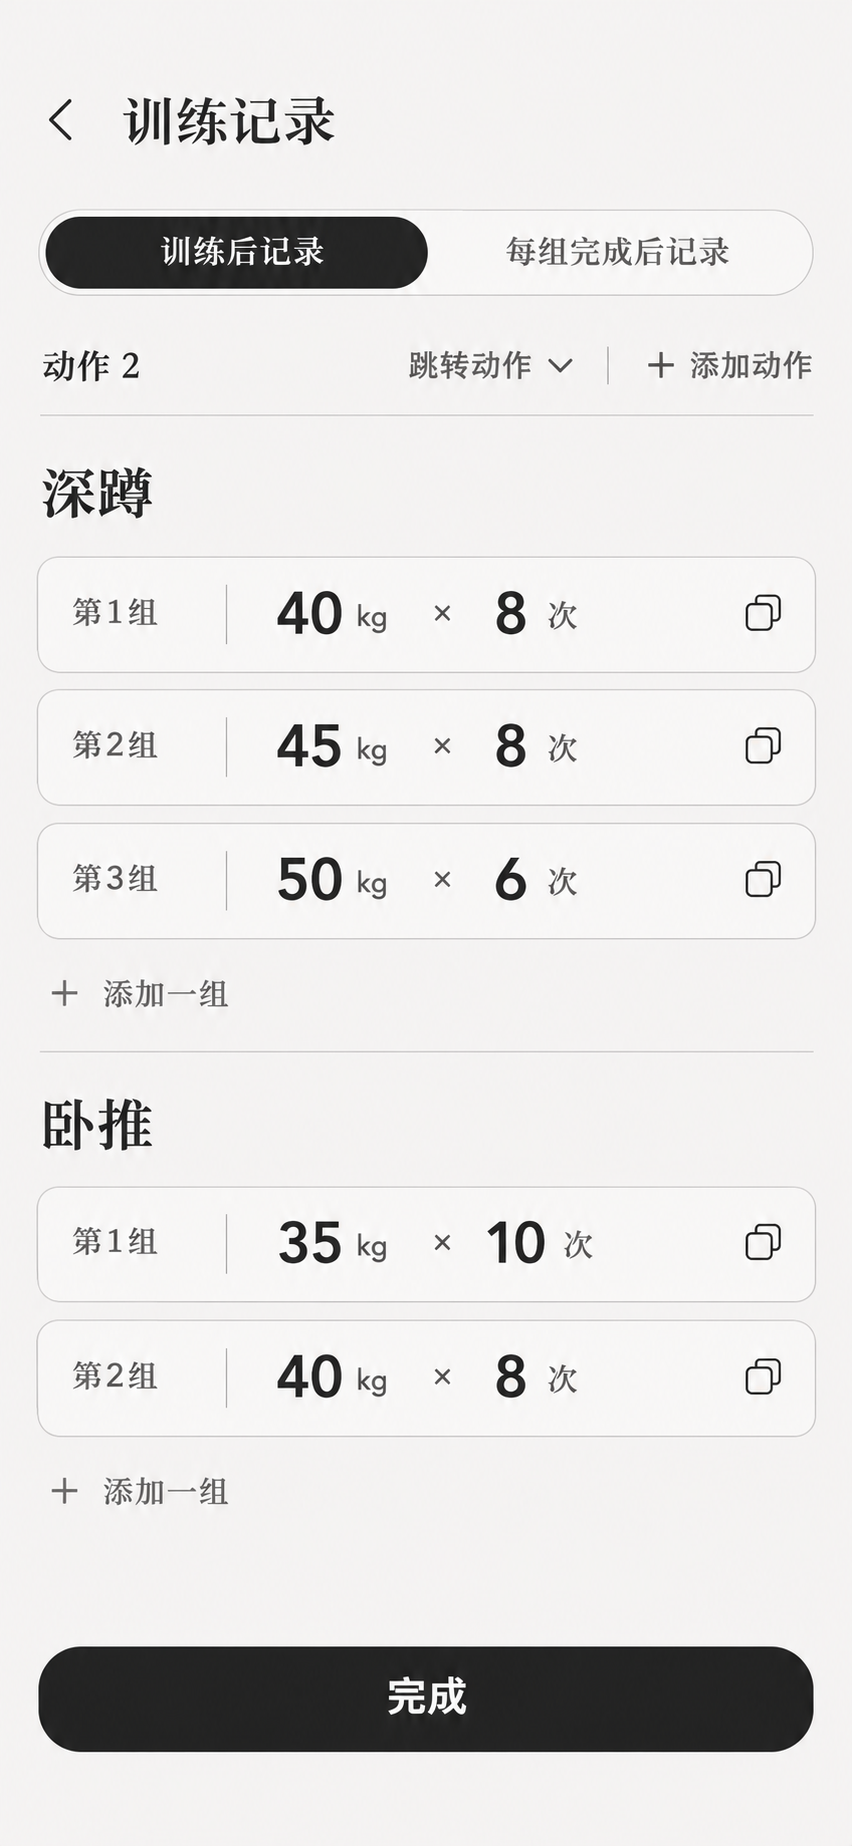 训练记录
训练后记录 每组完成后记录
动作 2 跳转动作 添加动作
深蹲
第1组 40 kg × 8 次
第2组 45 kg × 8 次
第3组 50 kg × 6 次
+ 添加一组
卧推
第1组 35 kg × 10 次
第2组 40 kg × 8 次
+ 添加一组
完成